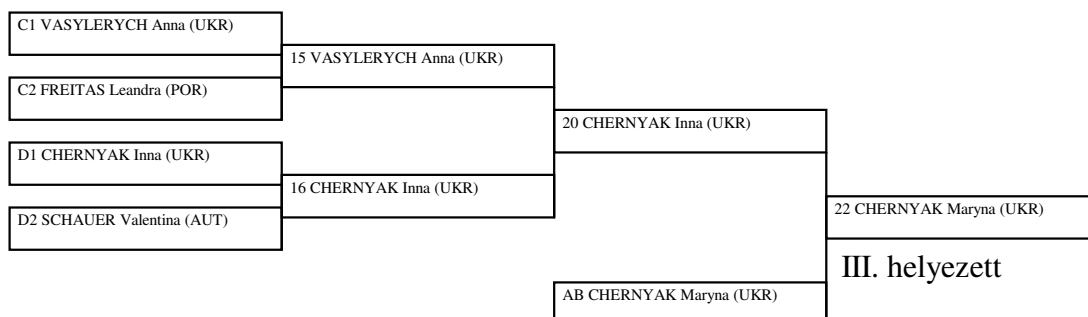 C1 VASYLERYCH Anna (UKR)
C2 FREITAS Leandra (POR)
15 VASYLERYCH Anna (UKR)
D1 CHERNYAK Inna (UKR)
D2 SCHAUER Valentina (AUT)
16 CHERNYAK Inna (UKR)
20 CHERNYAK Inna (UKR)
AB CHERNYAK Maryna (UKR)
22 CHERNYAK Maryna (UKR)
III. helyezett